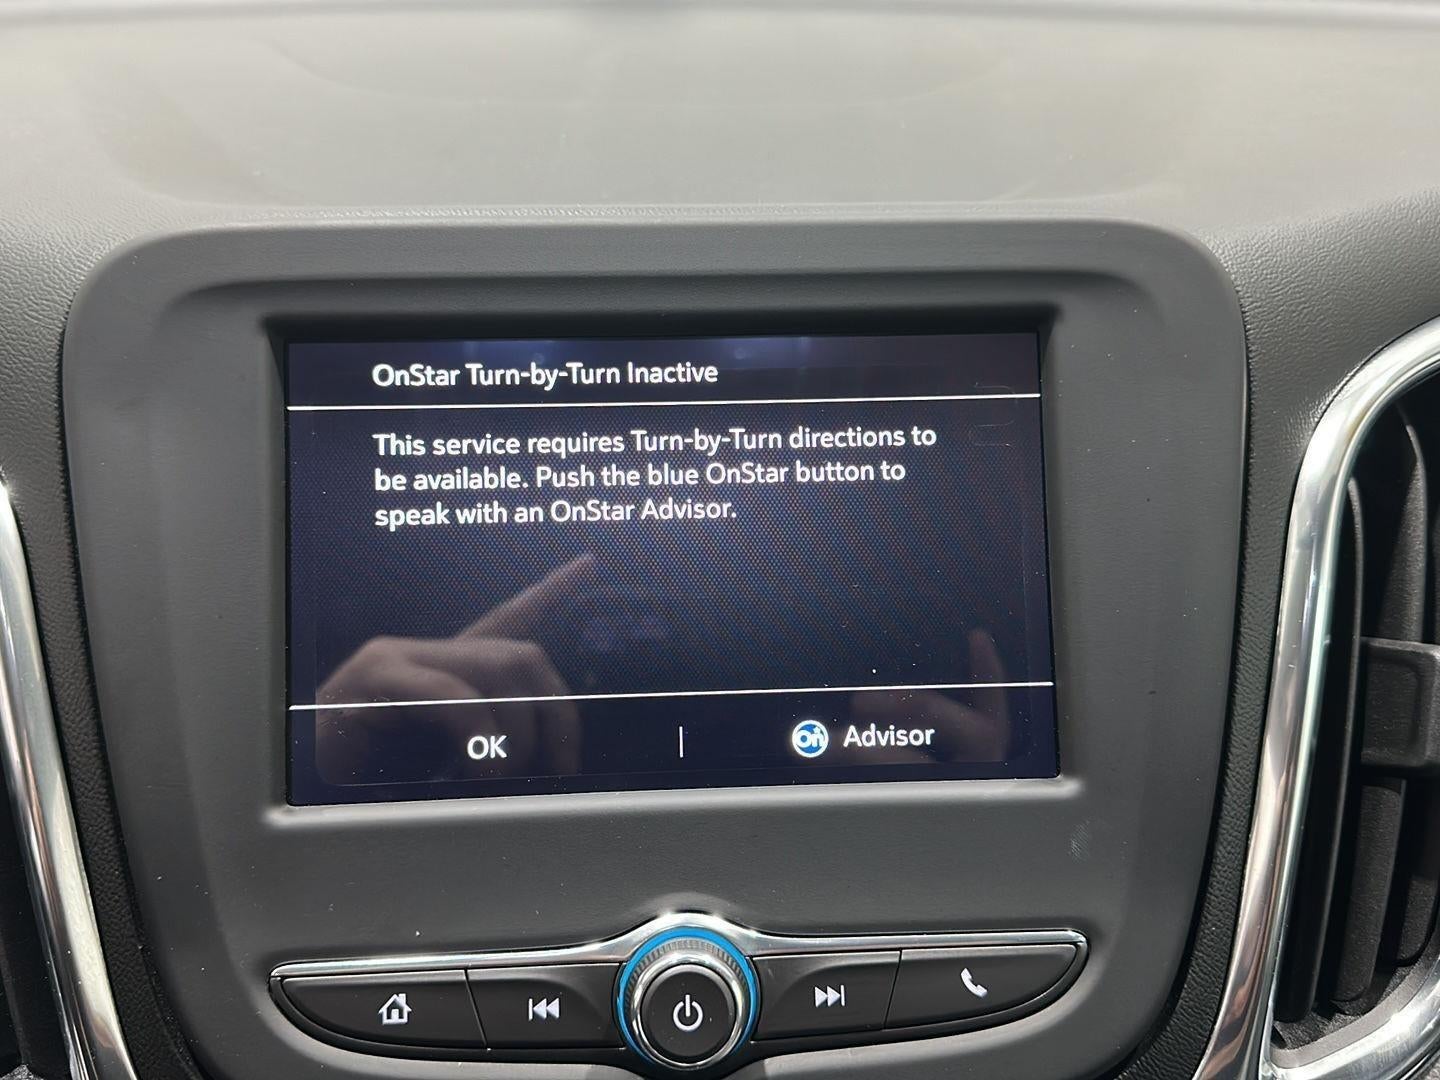 OnStar Turn-by-Turn Inactive
This service requires Turn-by-Turn directions to
be available. Push the blue OnStar button to
speak with an OnStar Advisor.
OK | On Advisor